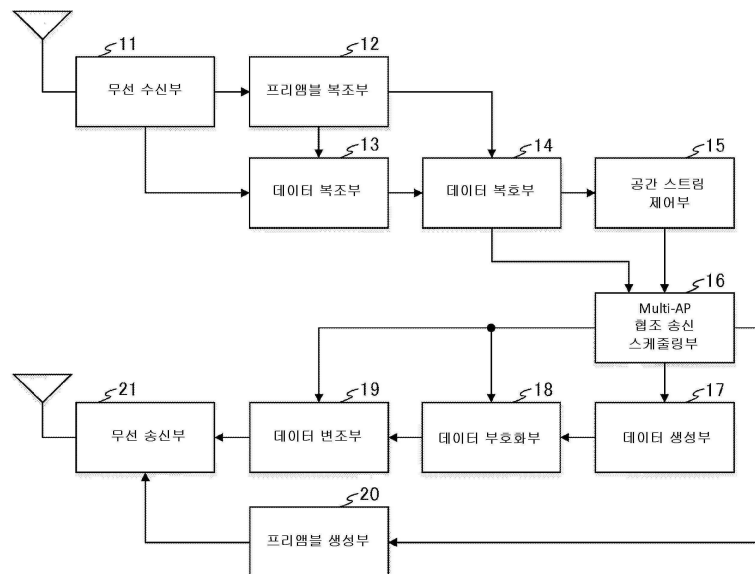 11
무선 수신부
12
프리앰블 복조부
13
데이터 복조부
14
데이터 복호부
15
공간 스트림
제어부
16
Multi-AP
협조 송신
스케줄링부
21
무선 송신부
19
데이터 변조부
18
데이터 부호화부
17
데이터 생성부
20
프리앰블 생성부